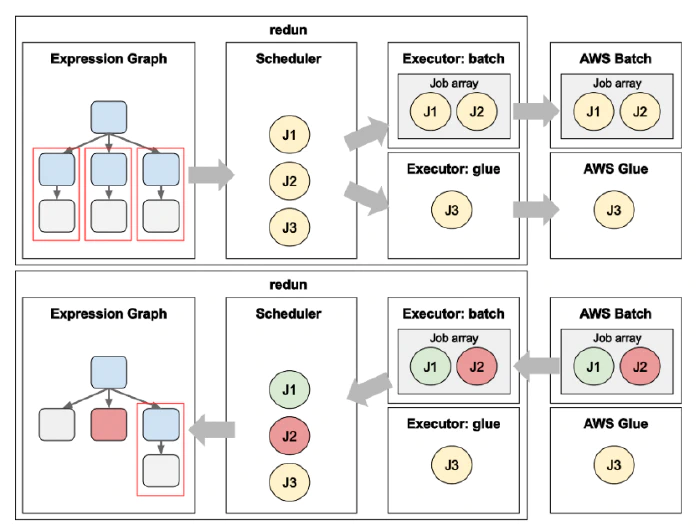 redun
Expression Graph
Scheduler
J1
J2
J3
Executor: batch
Job array
J1 J2
Executor: glue
J3
AWS Batch
Job array
J1 J2
AWS Glue
J3
redun
Expression Graph
Scheduler
J1
J2
J3
Executor: batch
Job array
J1 J2
Executor: glue
J3
AWS Batch
Job array
J1 J2
AWS Glue
J3